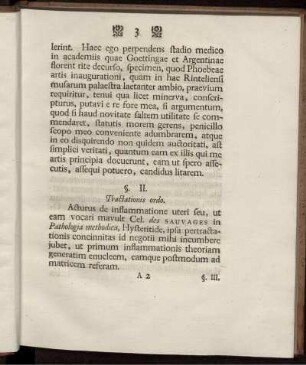 3
lerint. Haec ego perpendens stadio medico
in academiis quae Goettingae et Argentinae
florent rite decurso, specimen, quod Phoebeae
artis inaugurationi, quam in hac Rinteliensi
musarum palaestra laetanter ambio, praevium
requiritur, tenui qua licet minerva, conscri-
pturus, putavi e re fore mea, si argumentum,
quod si haud novitate saltem utilitate se com-
mendaret, statutis morem gerens, penicillo
scopo meo conveniente adumbrarem, atque
in eo disquirendo non quidem auctoritati, ast
simplici veritati, quantum eam ex illis qui me
artis principia docuerunt, eam ut spero asse-
cutis, assequi potuero, candidus litarem.
§. II.
Tractationis ordo.
Acturus de inflammatione uteri seu, ut
eam vocari mavult Cel. des SAUVAGES in
Pathologia methodica, Hysteritide, ipsa pertracta-
tionis concinnitas id negotii mihi incumbere
jubet, ut primum inflammationis theoriam
generatim enucleem, eamque postmodum ad
matricem referam.
A 2 §. III.